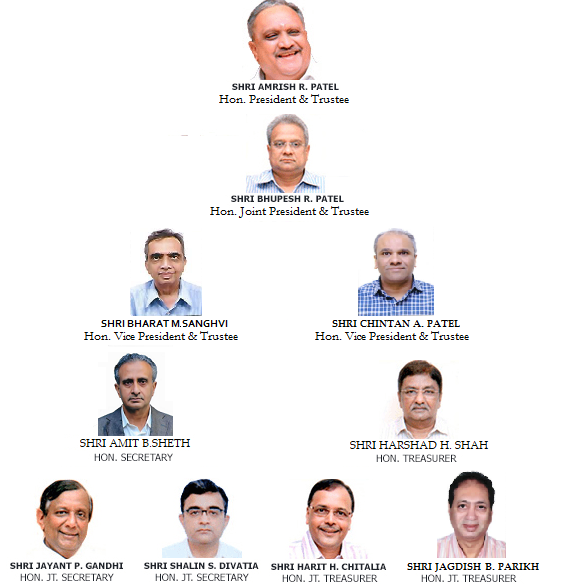 SHRI AMRISH R. PATEL
Hon. President & Trustee
SHRI BHUPESH R. PATEL
Hon. Joint President & Trustee
SHRI BHARAT M.SANGHVI
Hon. Vice President & Trustee
SHRI CHINTAN A. PATEL
Hon. Vice President & Trustee
SHRI AMIT B.SHETH
HON. SECRETARY
SHRI HARSHAD H. SHAH
HON. TREASURER
SHRI JAYANT P. GANDHI
HON. JT. SECRETARY
SHRI SHALIN S. DIVATIA
HON. JT. SECRETARY
SHRI HARIT H. CHITALIA
HON. JT. TREASURER
SHRI JAGDISH B. PARIKH
HON. JT. TREASURER